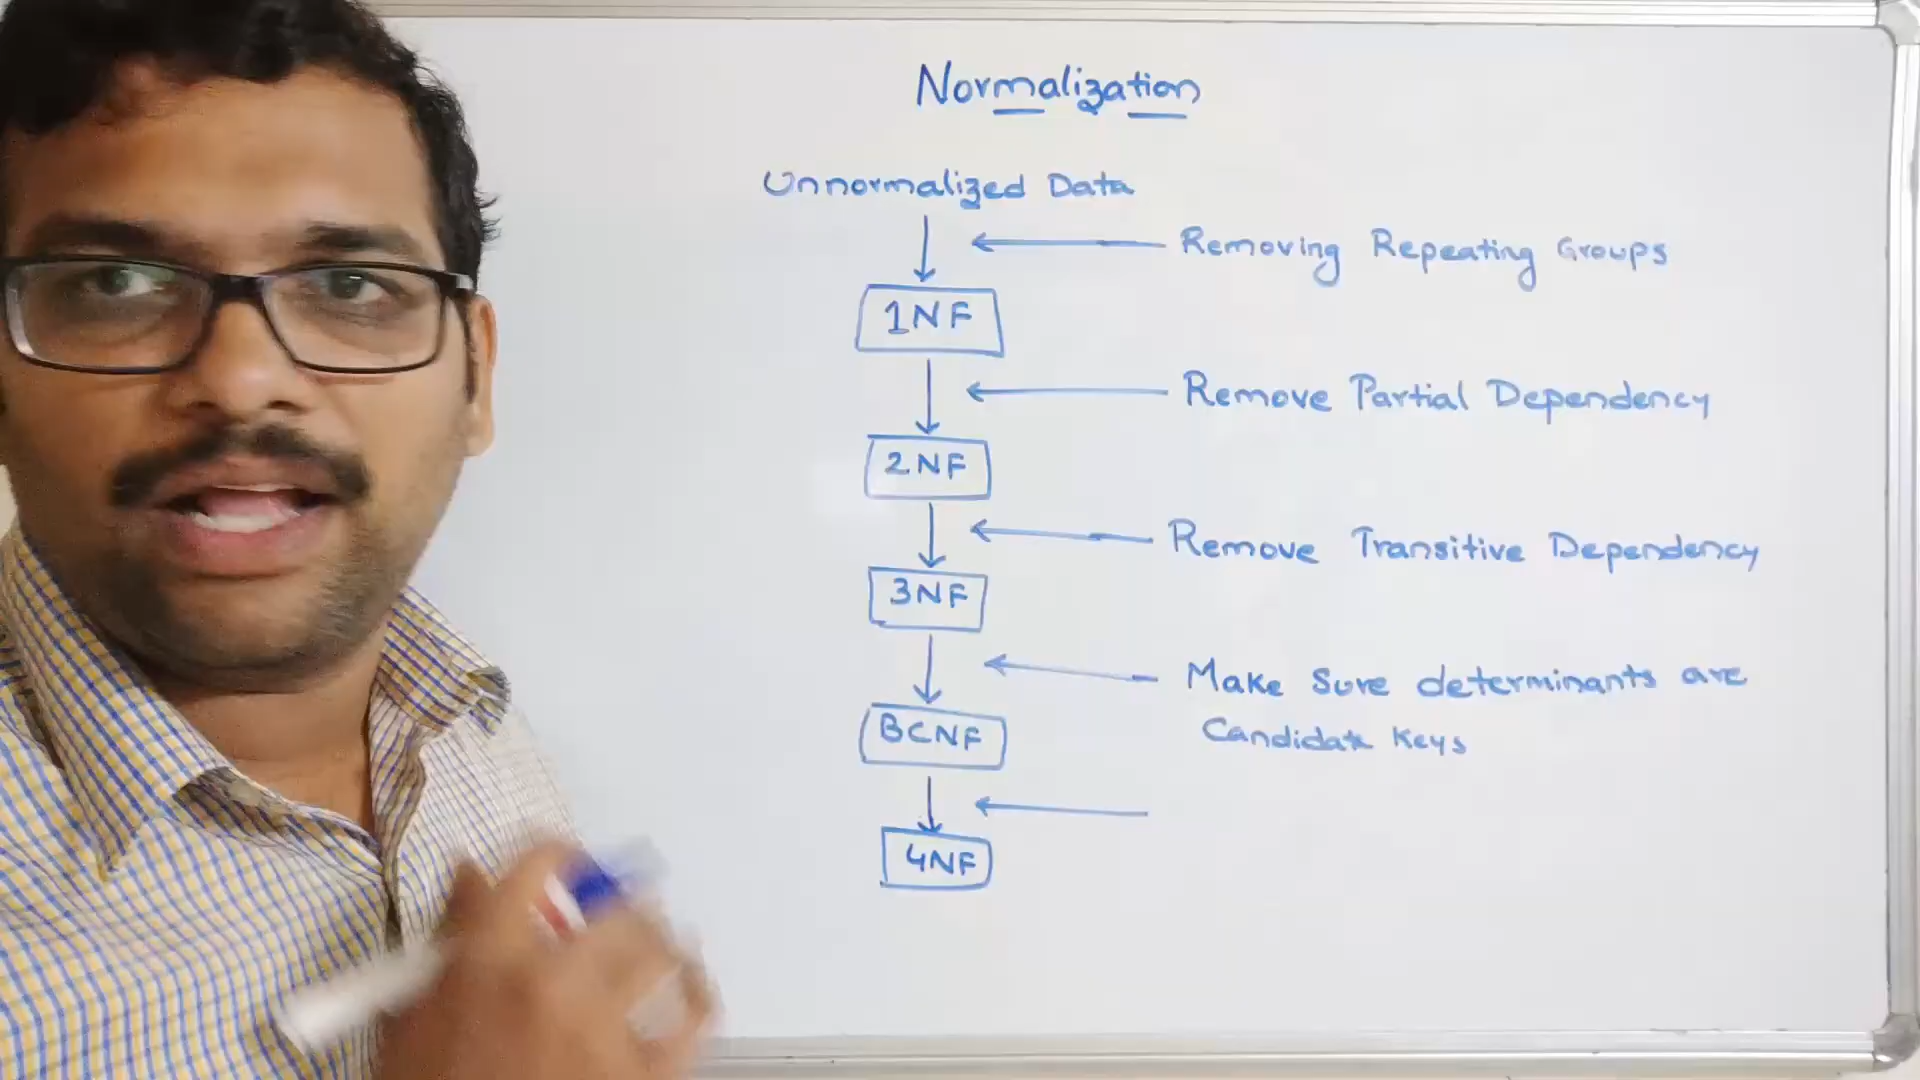 Normalization
Unnormalized Data
Removing Repeating Groups
1NF
Remove Partial Dependency
2NF
Remove Transitive Dependency
3NF
Make Sure determinants are
Candidate Keys
BCNF
4NF